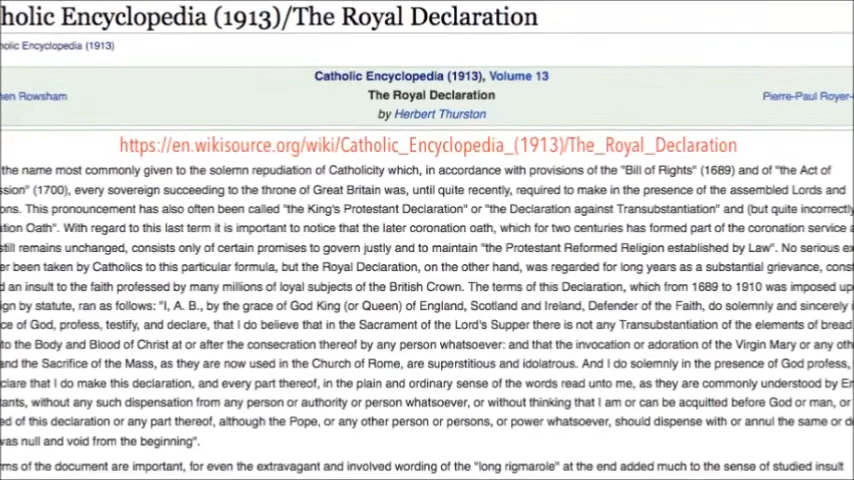 holic Encyclopedia (1913)/The Royal Declaration
holic Encyclopedia (1913)
Catholic Encyclopedia (1913), Volume 13
hen Rowsham
The Royal Declaration
Pierre-Paul Royer-
by Herbert Thurston
https://en.wikisource.org/wiki/Catholic_Encyclopedia_(1913)/The_Royal_Declaration
the name most commonly given to the solemn repudiation of Catholicity which, in accordance with provisions of the "Bill of Rights" (1689) and of "the Act of
ssion" (1700), every sovereign succeeding to the throne of Great Britain was, until quite recently, required to make in the presence of the assembled Lords and
ons. This pronouncement has also often been called "the King's Protestant Declaration" or "the Declaration against Transubstantiation" and (but quite incorrectly
tion Oath". With regard to this last term it is important to notice that the later coronation oath, which for two centuries has formed part of the coronation service a
still remains unchanged, consists only of certain promises to govern justly and to maintain "the Protestant Reformed Religion established by Law". No serious ex
er been taken by Catholics to this particular formula, but the Royal Declaration, on the other hand, was regarded for long years as a substantial grievance, const
d an insult to the faith professed by many millions of loyal subjects of the British Crown. The terms of this Declaration, which from 1689 to 1910 was imposed up
ign by statute, ran as follows: "I, A. B., by the grace of God King (or Queen) of England, Scotland and Ireland, Defender of the Faith, do solemnly and sincerely i
ce of God, profess, testify, and declare, that I do believe that in the Sacrament of the Lord's Supper there is not any Transubstantiation of the elements of bread
to the Body and Blood of Christ at or after the consecration thereof by any person whatsoever: and that the invocation or adoration of the Virgin Mary or any oth
and the Sacrifice of the Mass, as they are now used in the Church of Rome, are superstitious and idolatrous. And I do solemnly in the presence of God profess,
clare that I do make this declaration, and every part thereof, in the plain and ordinary sense of the words read unto me, as they are commonly understood by En
tants, without any such dispensation from any person or authority or person whatsoever, or without thinking that I am or can be acquitted before God or man, or
ed of this declaration or any part thereof, although the Pope, or any other person or persons, or power whatsoever, should dispense with or annul the same or de
was null and void from the beginning".
ms of the document are important, for even the extravagant and involved wording of the "long rigmarole" at the end added much to the sense of studied insult